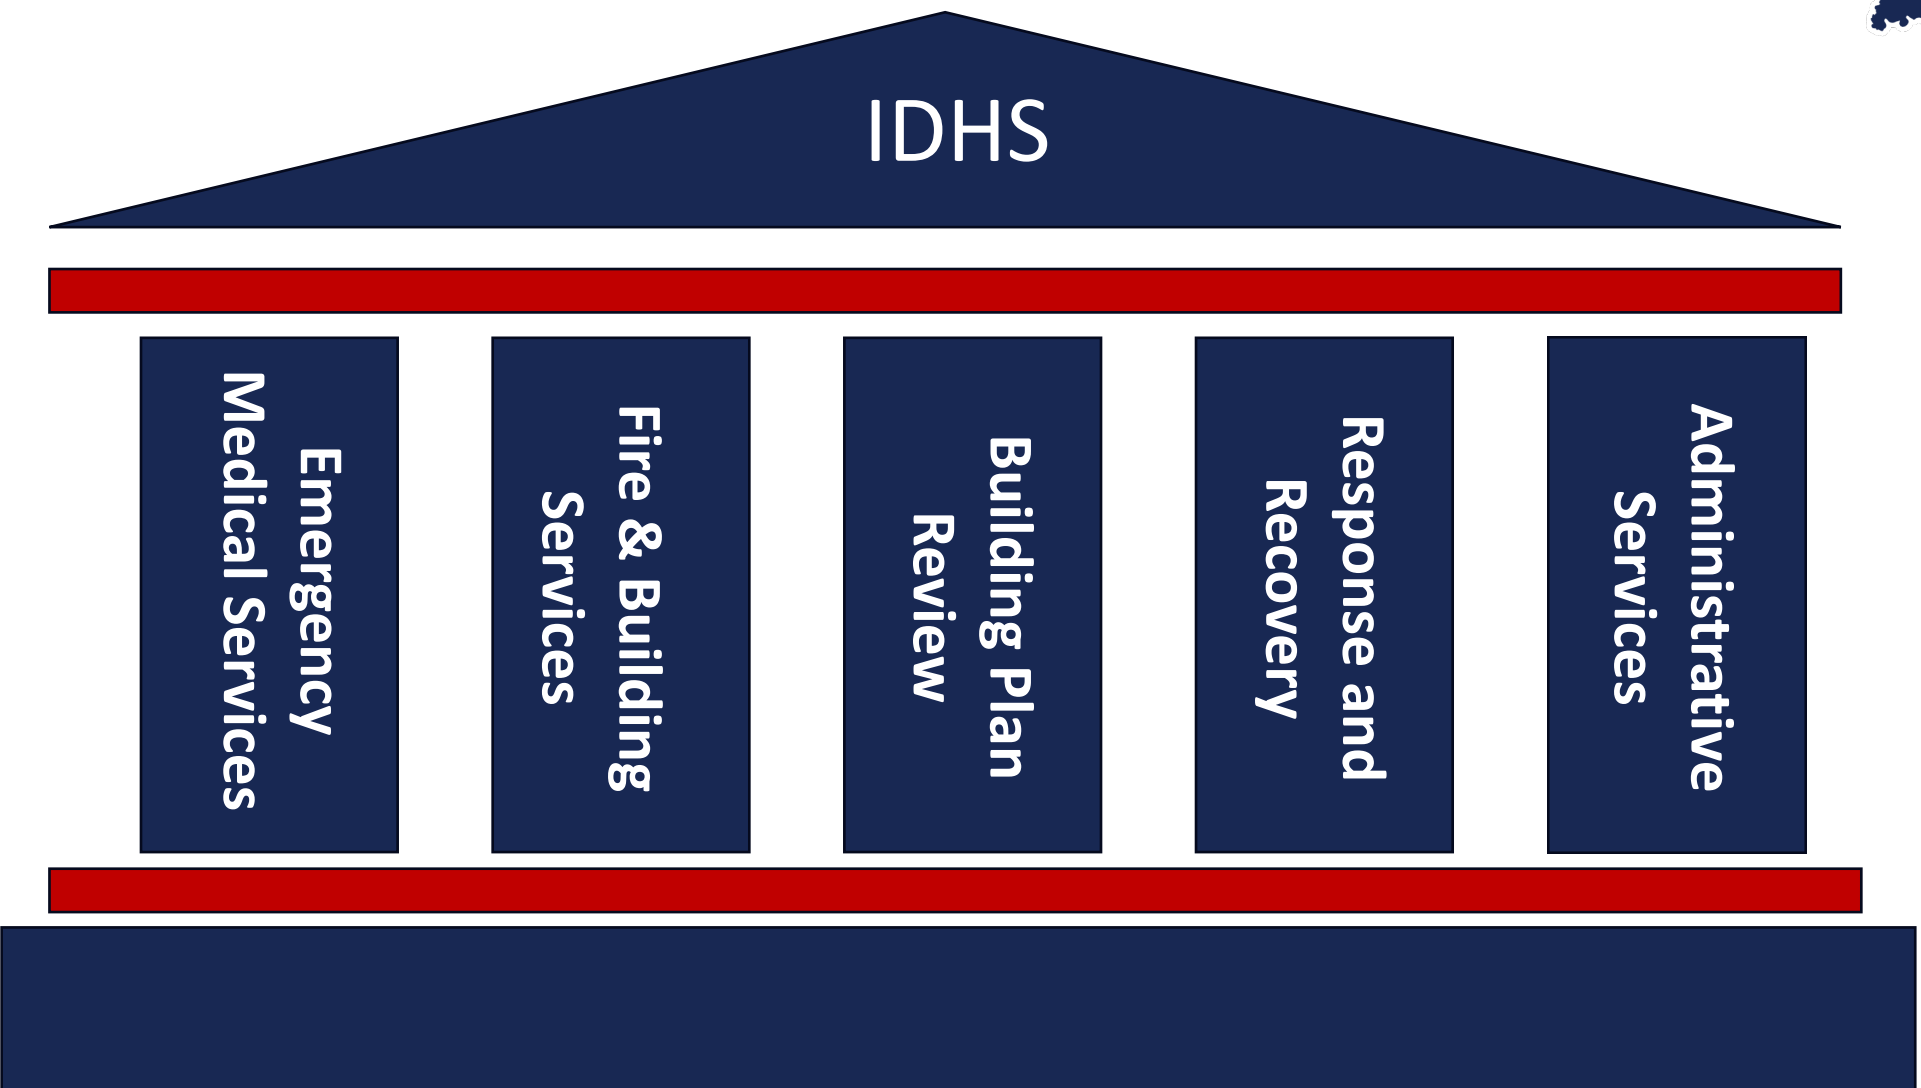 IDHS
Emergency
Medical Services
Fire & Building
Services
Building Plan
Review
Response and
Recovery
Administrative
Services